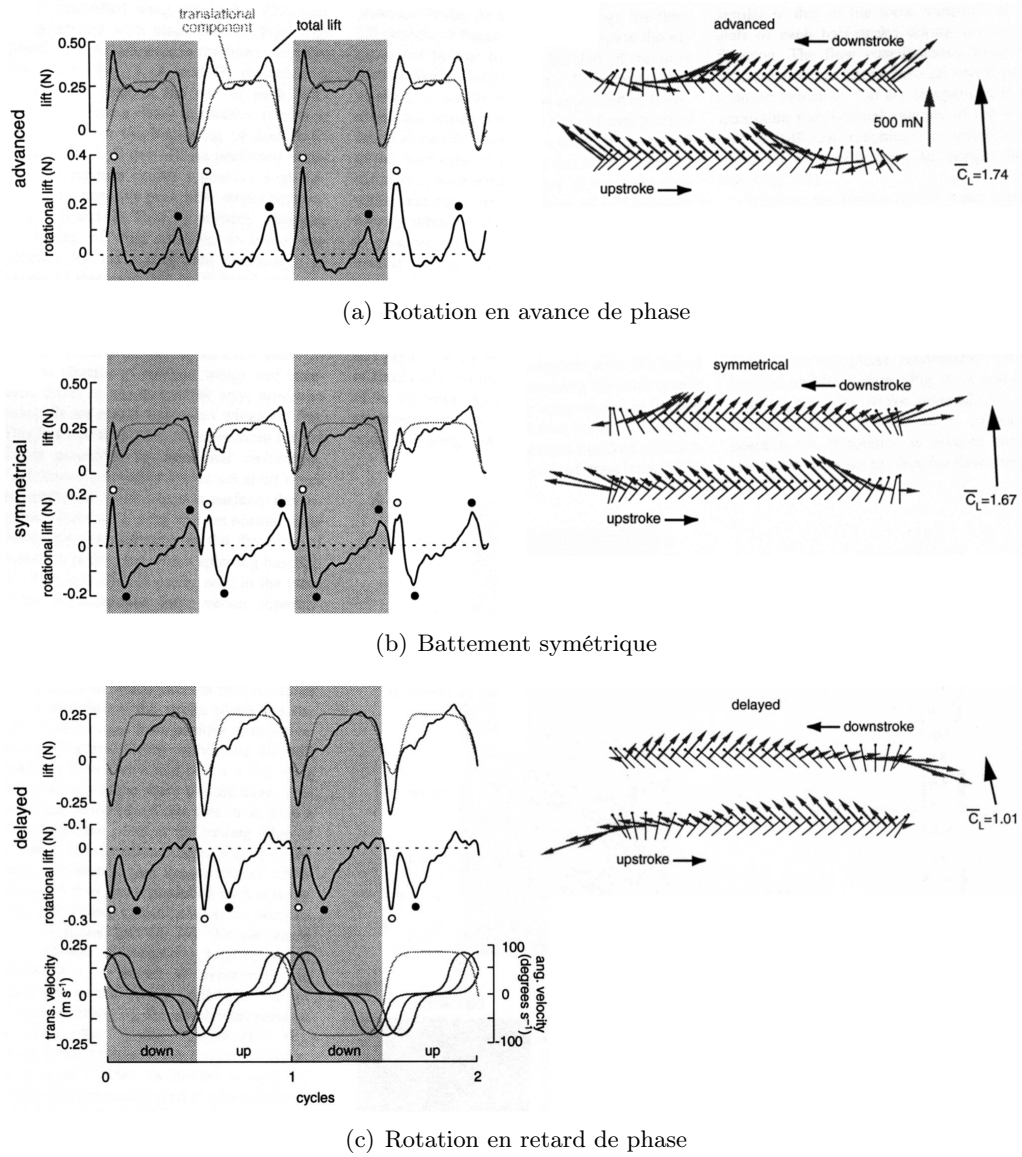 translational
component
total lift
0.50
0.25
0
lift (N)
advanced
0.4
0.2
0
rotational lift (N)
advanced
downstroke
500 mN
upstroke
C̅L=1.74
(a) Rotation en avance de phase
0.50
0.25
0
lift (N)
symmetrical
0.2
0
-0.2
rotational lift (N)
symmetrical
downstroke
upstroke
C̅L=1.67
(b) Battement symétrique
0.25
0
-0.25
lift (N)
delayed
-0.1
0
-0.3
rotational lift (N)
delayed
downstroke
upstroke
C̅L=1.01
0.25
0
-0.25
trans. velocity
(m s⁻¹)
100
0
-100
ang. velocity
(degrees s⁻¹)
down up down up
0 1 2
cycles
(c) Rotation en retard de phase